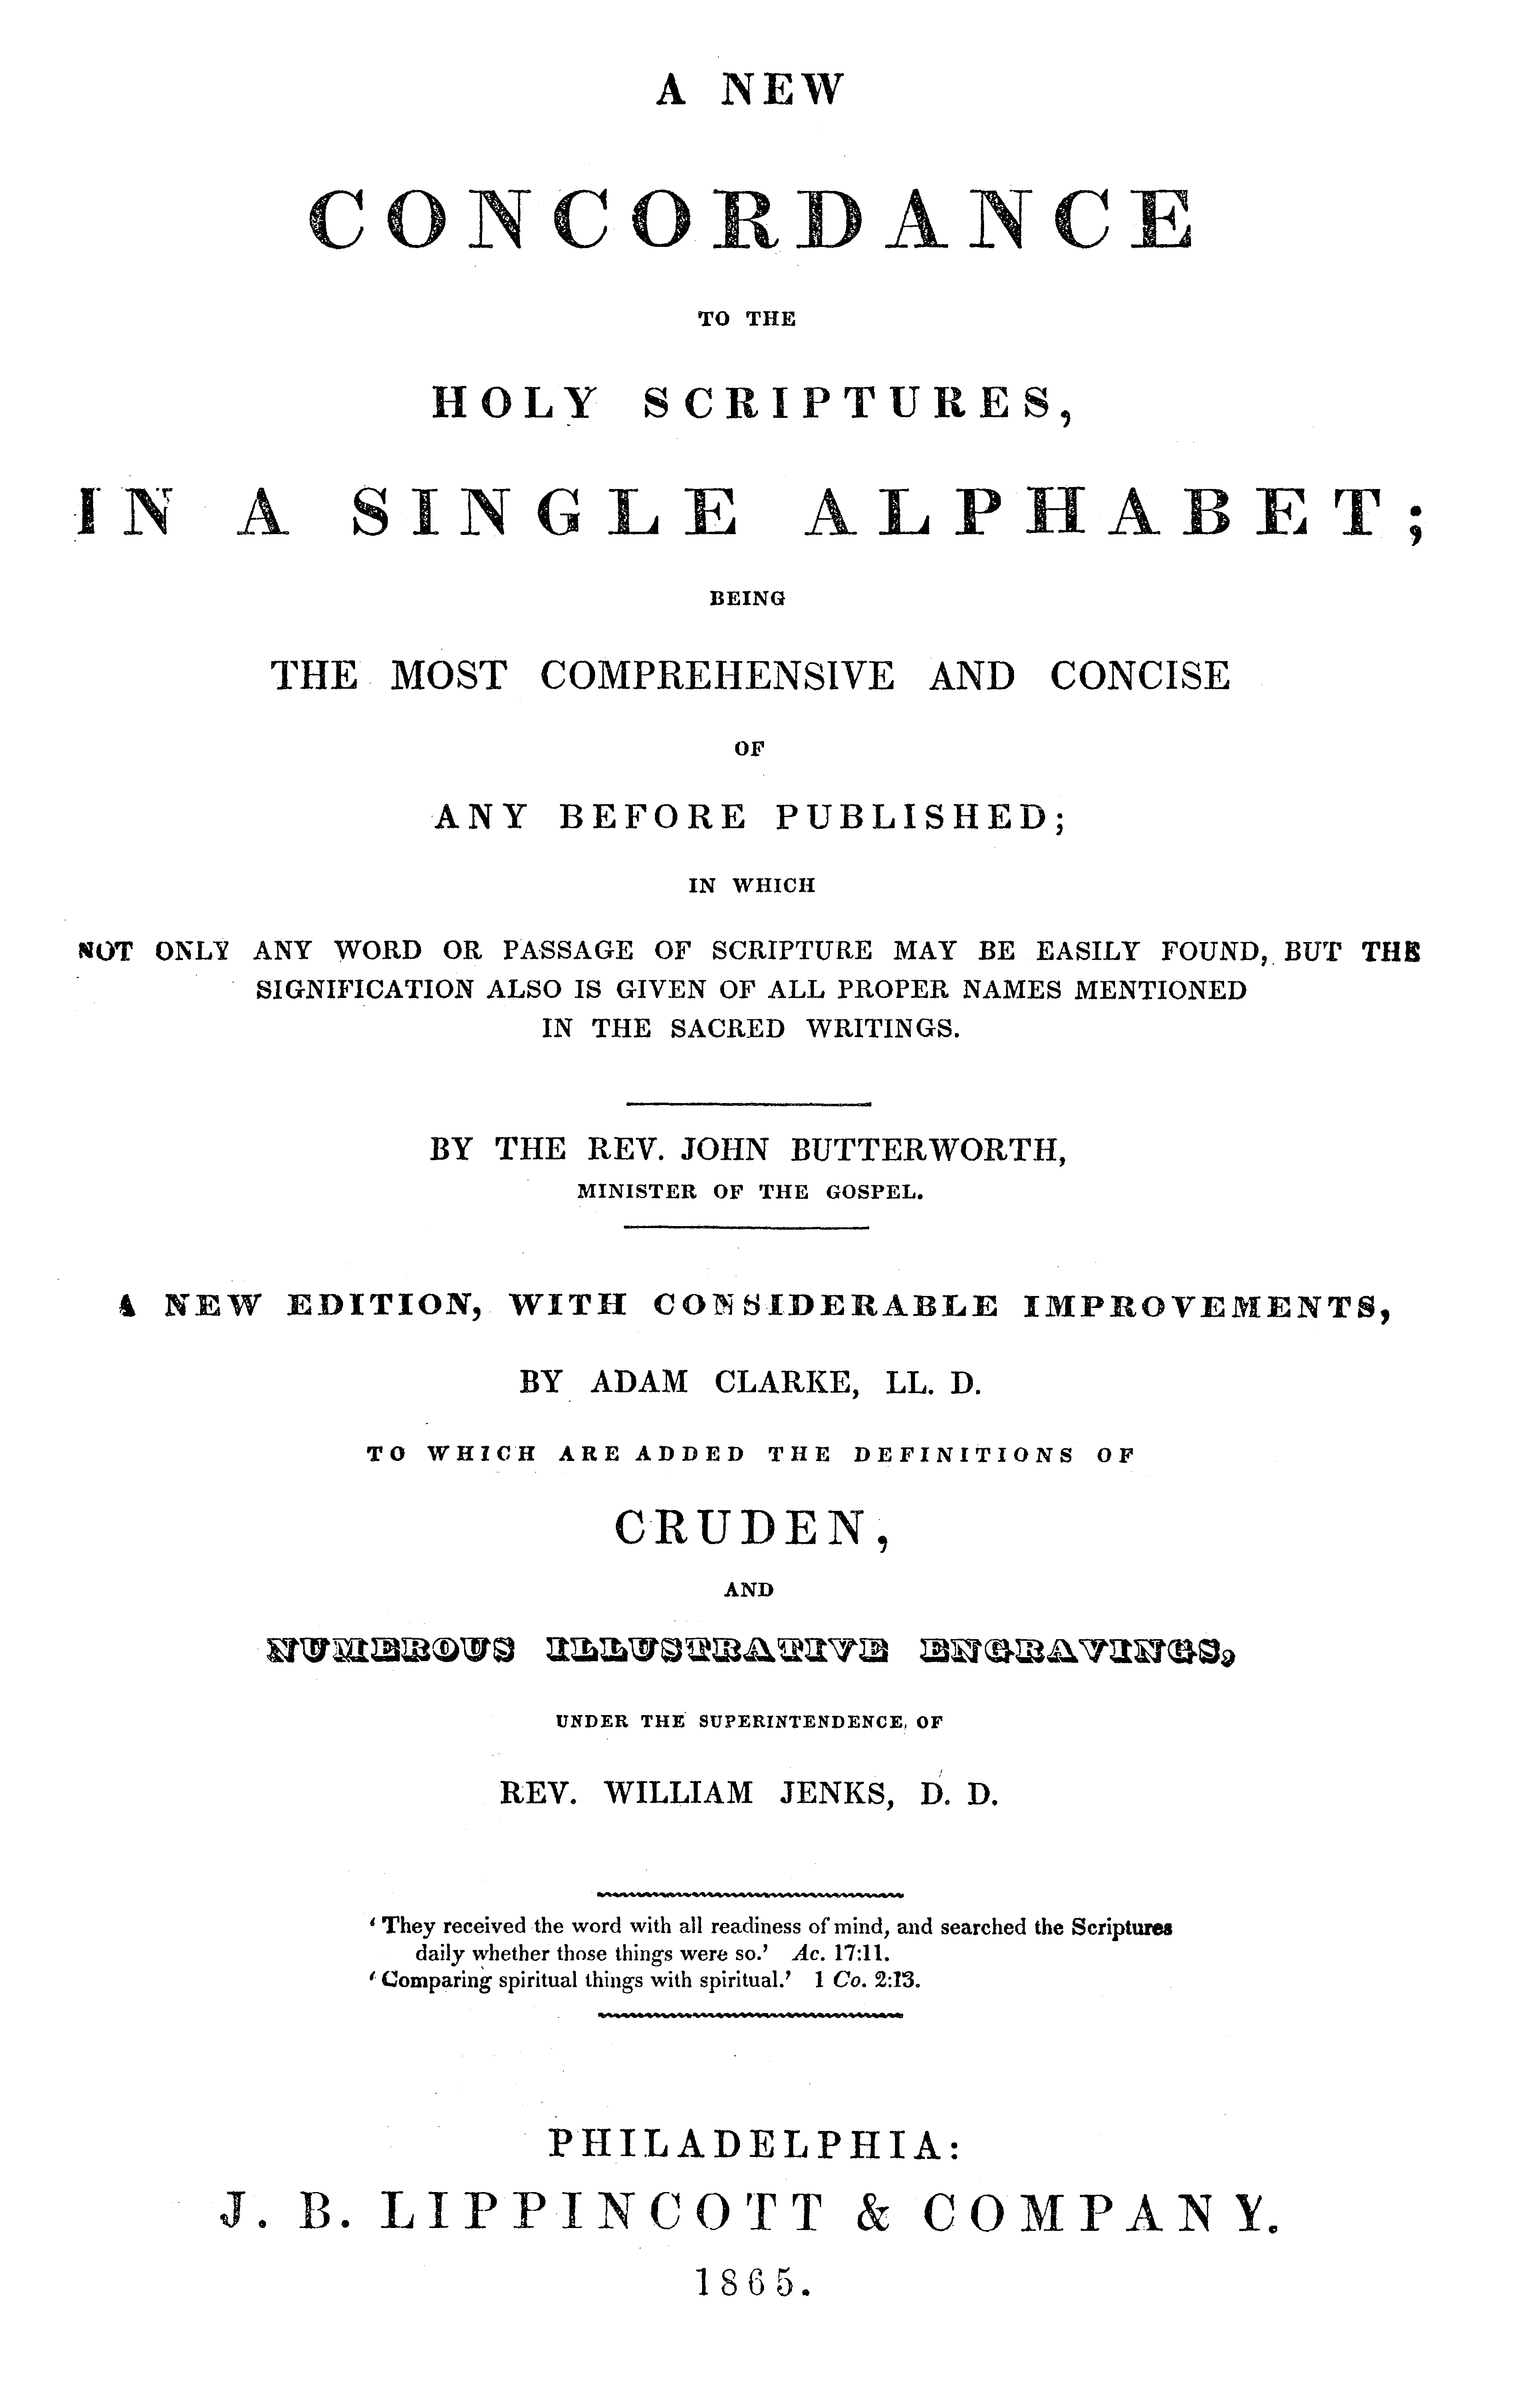 A NEW
CONCORDANCE
TO THE
HOLY SCRIPTURES,
IN A SINGLE ALPHABET;
BEING
THE MOST COMPREHENSIVE AND CONCISE
OF
ANY BEFORE PUBLISHED;
IN WHICH
NOT ONLY ANY WORD OR PASSAGE OF SCRIPTURE MAY BE EASILY FOUND, BUT THE
SIGNIFICATION ALSO IS GIVEN OF ALL PROPER NAMES MENTIONED
IN THE SACRED WRITINGS.
BY THE REV. JOHN BUTTERWORTH,
MINISTER OF THE GOSPEL.
A NEW EDITION, WITH CONSIDERABLE IMPROVEMENTS,
BY ADAM CLARKE, LL. D.
TO WHICH ARE ADDED THE DEFINITIONS OF
CRUDEN,
AND
NUMEROUS ILLUSTRATIVE ENGRAVINGS,
UNDER THE SUPERINTENDENCE OF
REV. WILLIAM JENKS, D. D.
‘They received the word with all readiness of mind, and searched the Scriptures
daily whether those things were so.’ Ac. 17:11.
‘Comparing spiritual things with spiritual.’ 1 Co. 2:13.
PHILADELPHIA:
J. B. LIPPINCOTT & COMPANY.
1865.